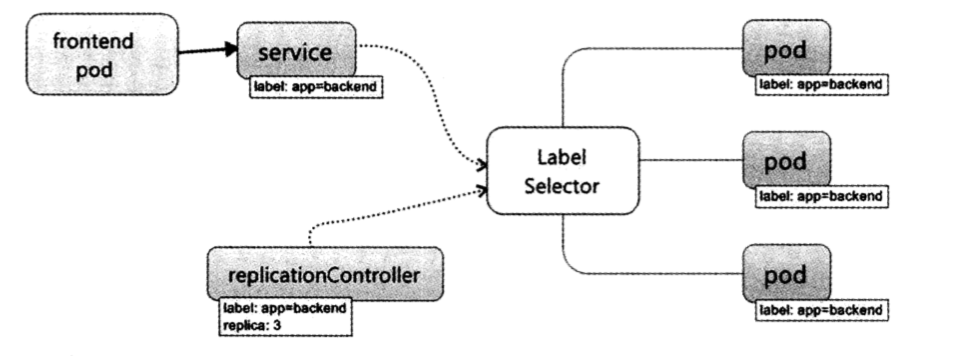 frontend
pod
service
label: app=backend
pod
label: app=backend
Label
Selector
pod
label: app=backend
replicationController
label: app=backend
replica: 3
pod
label: app=backend